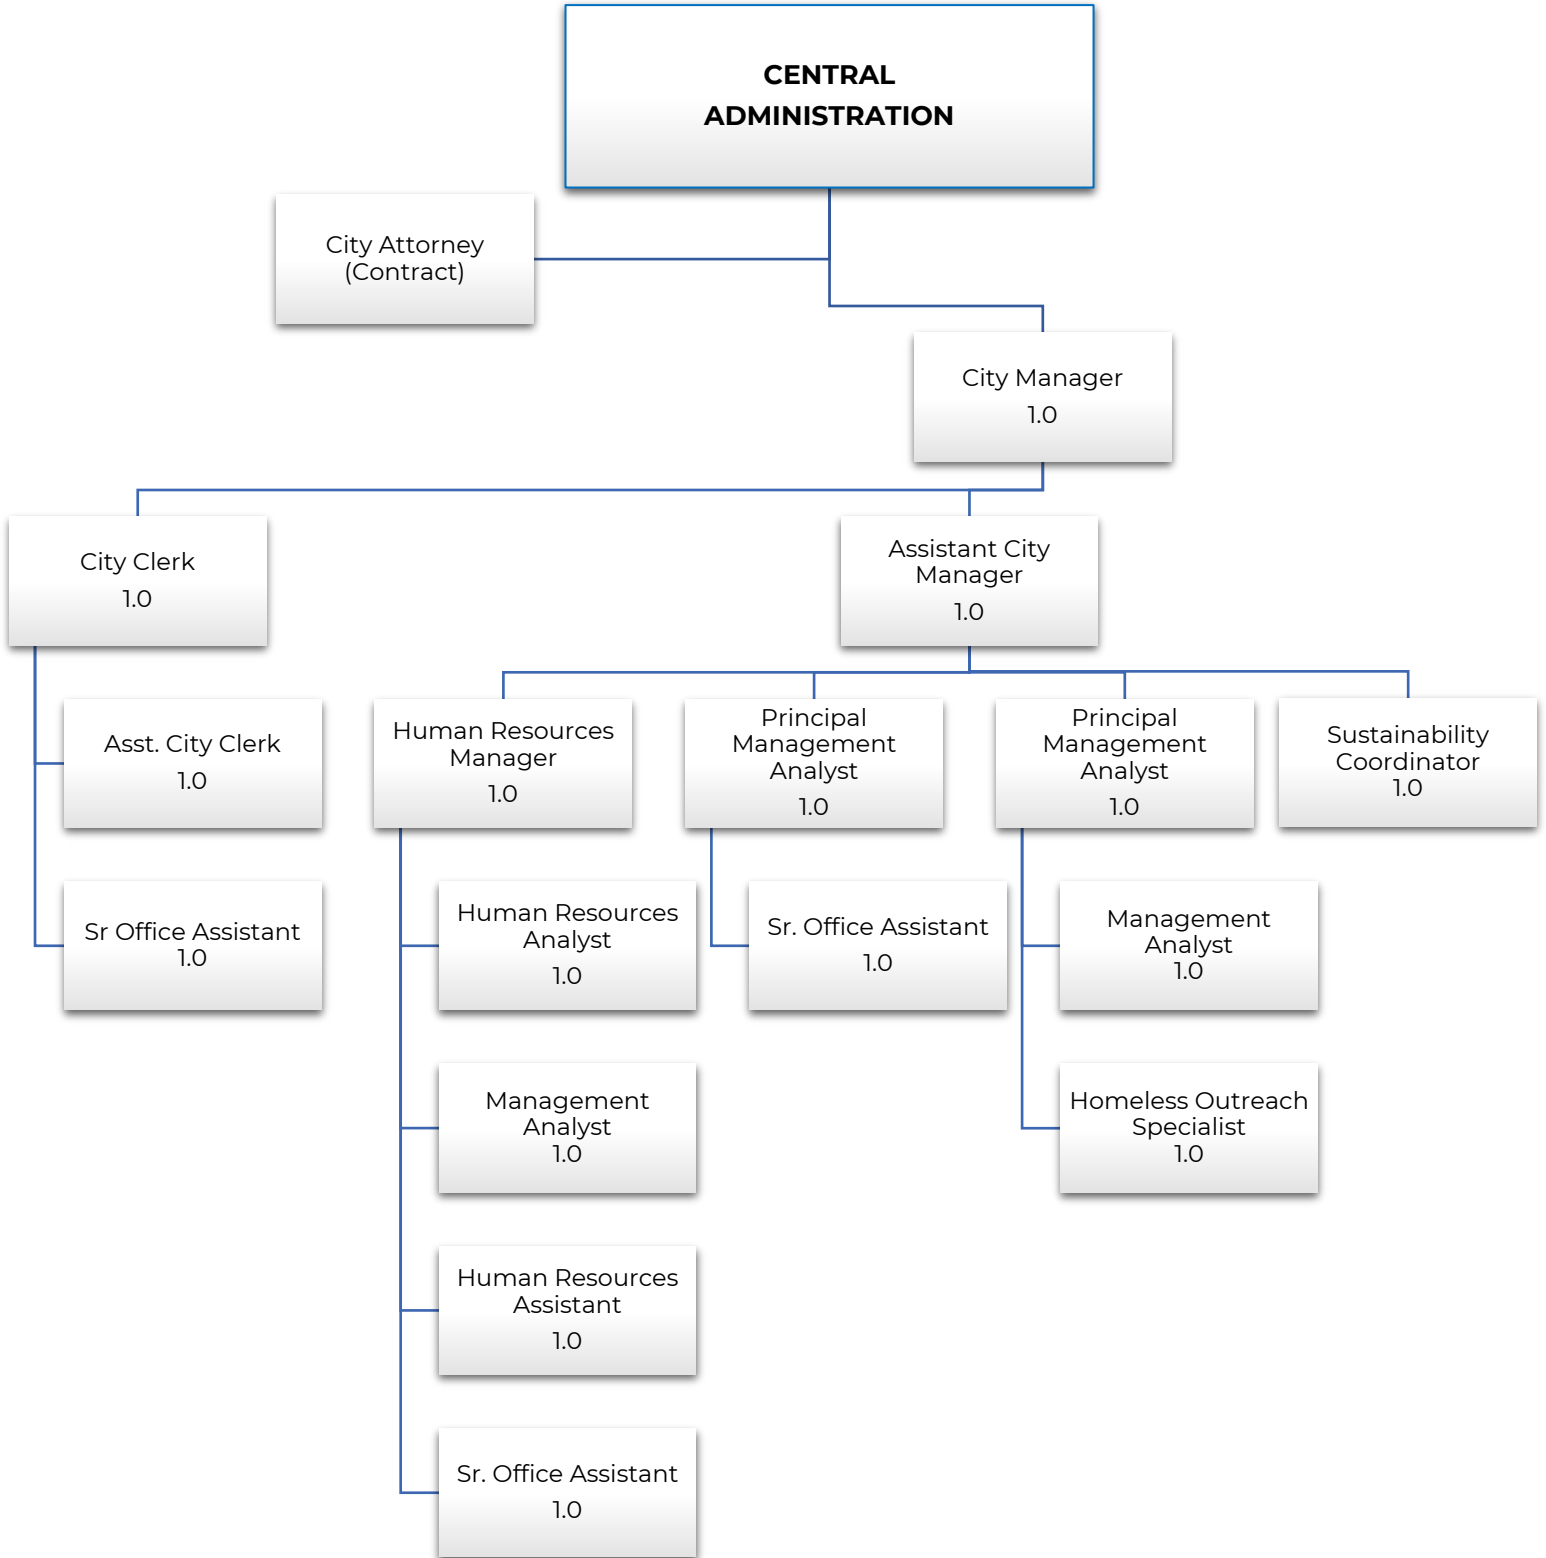 CENTRAL
ADMINISTRATION
City Attorney
(Contract)
City Manager
1.0
City Clerk
1.0
Assistant City
Manager
1.0
Asst. City Clerk
1.0
Sr Office Assistant
1.0
Human Resources
Manager
1.0
Human Resources
Analyst
1.0
Management
Analyst
1.0
Human Resources
Assistant
1.0
Sr. Office Assistant
1.0
Principal
Management
Analyst
1.0
Sr. Office Assistant
1.0
Principal
Management
Analyst
1.0
Management
Analyst
1.0
Homeless Outreach
Specialist
1.0
Sustainability
Coordinator
1.0